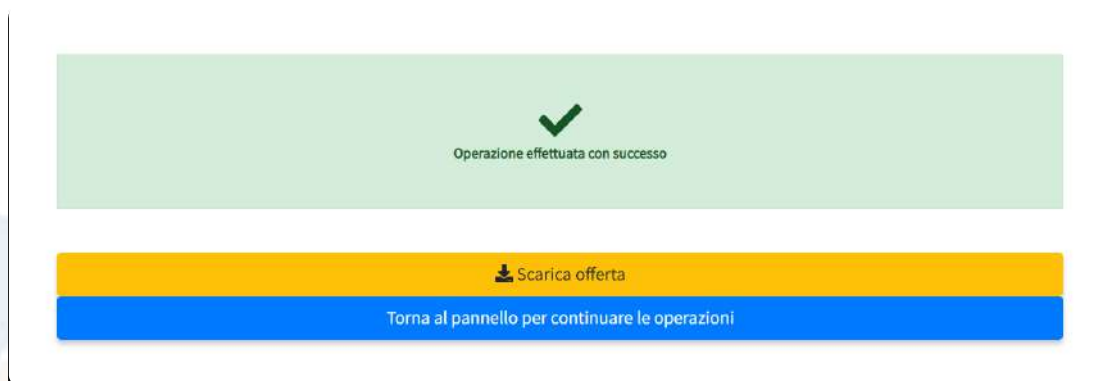 Operazione effettuata con successo
Scarica offerta
Torna al pannello per continuare le operazioni